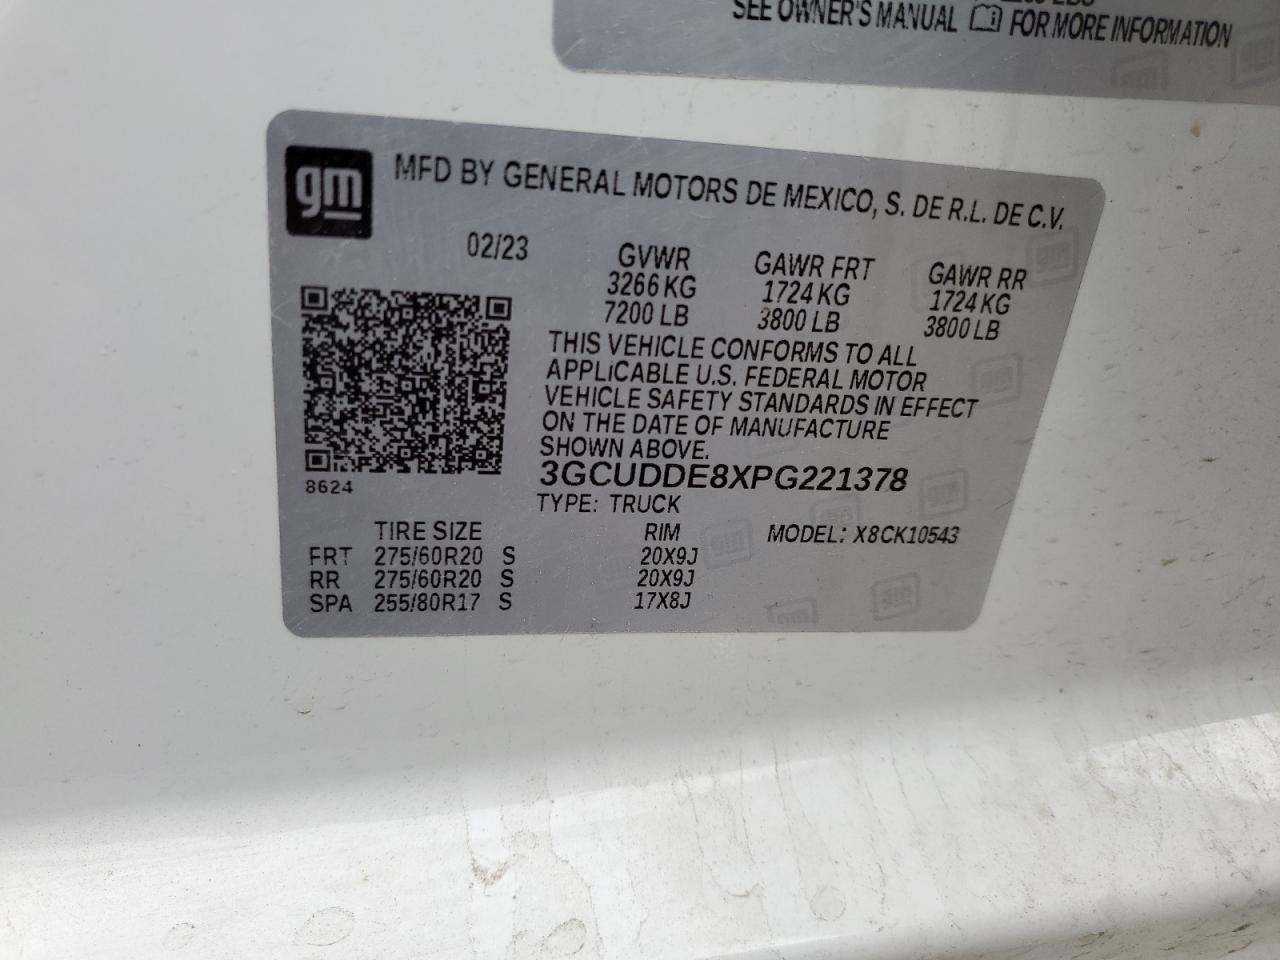 SEE OWNER'S MANUAL FOR MORE INFORMATION
gm MFD BY GENERAL MOTORS DE MEXICO, S. DE R.L. DE C.V.
02/23 GVWR GAWR FRT GAWR RR
3266 KG 1724 KG 1724 KG
7200 LB 3800 LB 3800 LB
THIS VEHICLE CONFORMS TO ALL
APPLICABLE U.S. FEDERAL MOTOR
VEHICLE SAFETY STANDARDS IN EFFECT
ON THE DATE OF MANUFACTURE
SHOWN ABOVE.
3GCUDDE8XPG221378
8624
TYPE: TRUCK
TIRE SIZE RIM MODEL: X8CK10543
FRT 275/60R20 S 20X9J
RR 275/60R20 S 20X9J
SPA 255/80R17 S 17X8J